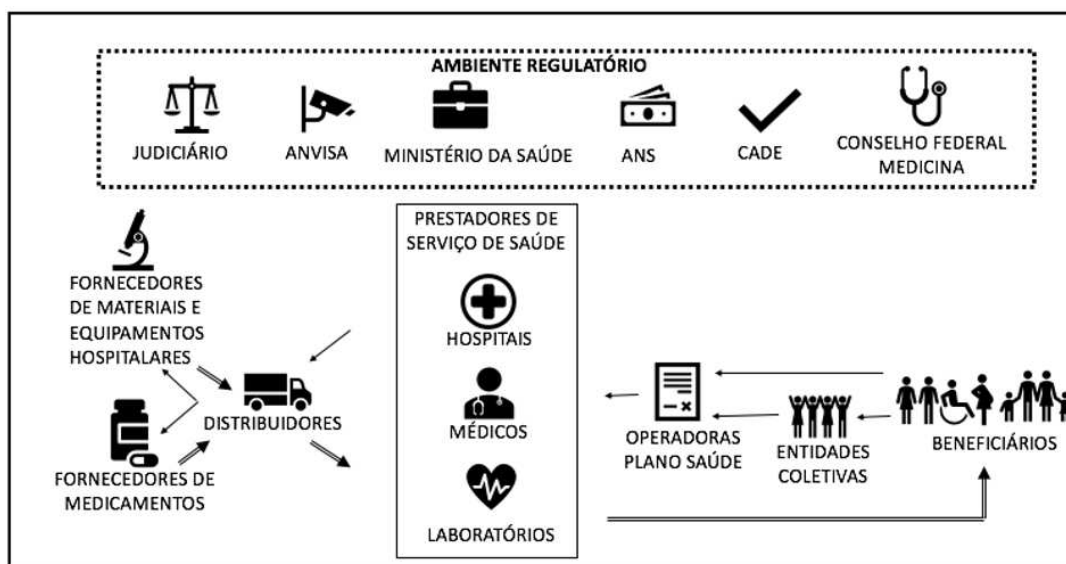 AMBIENTE REGULATÓRIO
JUDICIÁRIO
ANVISA
MINISTÉRIO DA SAÚDE
ANS
CADE
CONSELHO FEDERAL
MEDICINA
FORNECEDORES
DE MATERIAIS E
EQUIPAMENTOS
HOSPITALARES
DISTRIBUIDORES
FORNECEDORES DE
MEDICAMENTOS
PRESTADORES DE
SERVIÇO DE SAÚDE
HOSPITAIS
MÉDICOS
LABORATÓRIOS
OPERADORAS
PLANO SAÚDE
ENTIDADES
COLETIVAS
BENEFICIÁRIOS